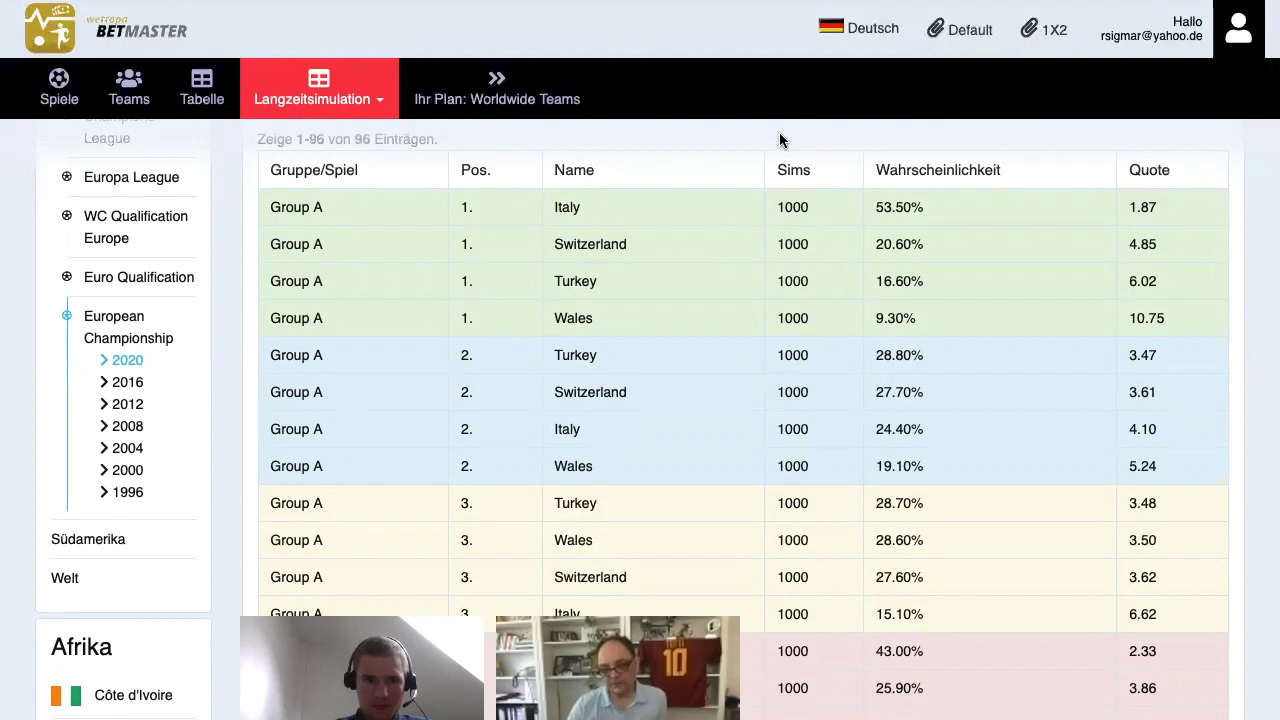 wettopa
BETMASTER
Deutsch
Default
1X2
Hallo
rsigmar@yahoo.de
Spiele
Teams
Tabelle
Langzeitsimulation
Ihr Plan: Worldwide Teams
Champions
League
Europa League
WC Qualification
Europe
Euro Qualification
European
Championship
2020
2016
2012
2008
2004
2000
1996
Südamerika
Welt
Afrika
Côte d'Ivoire
Zeige 1-96 von 96 Einträgen.
Gruppe/Spiel Pos. Name Sims Wahrscheinlichkeit Quote
Group A 1. Italy 1000 53.50% 1.87
Group A 1. Switzerland 1000 20.60% 4.85
Group A 1. Turkey 1000 16.60% 6.02
Group A 1. Wales 1000 9.30% 10.75
Group A 2. Turkey 1000 28.80% 3.47
Group A 2. Switzerland 1000 27.70% 3.61
Group A 2. Italy 1000 24.40% 4.10
Group A 2. Wales 1000 19.10% 5.24
Group A 3. Turkey 1000 28.70% 3.48
Group A 3. Wales 1000 28.60% 3.50
Group A 3. Switzerland 1000 27.60% 3.62
Group A 3. Italy 1000 15.10% 6.62
1000 43.00% 2.33
1000 25.90% 3.86
10